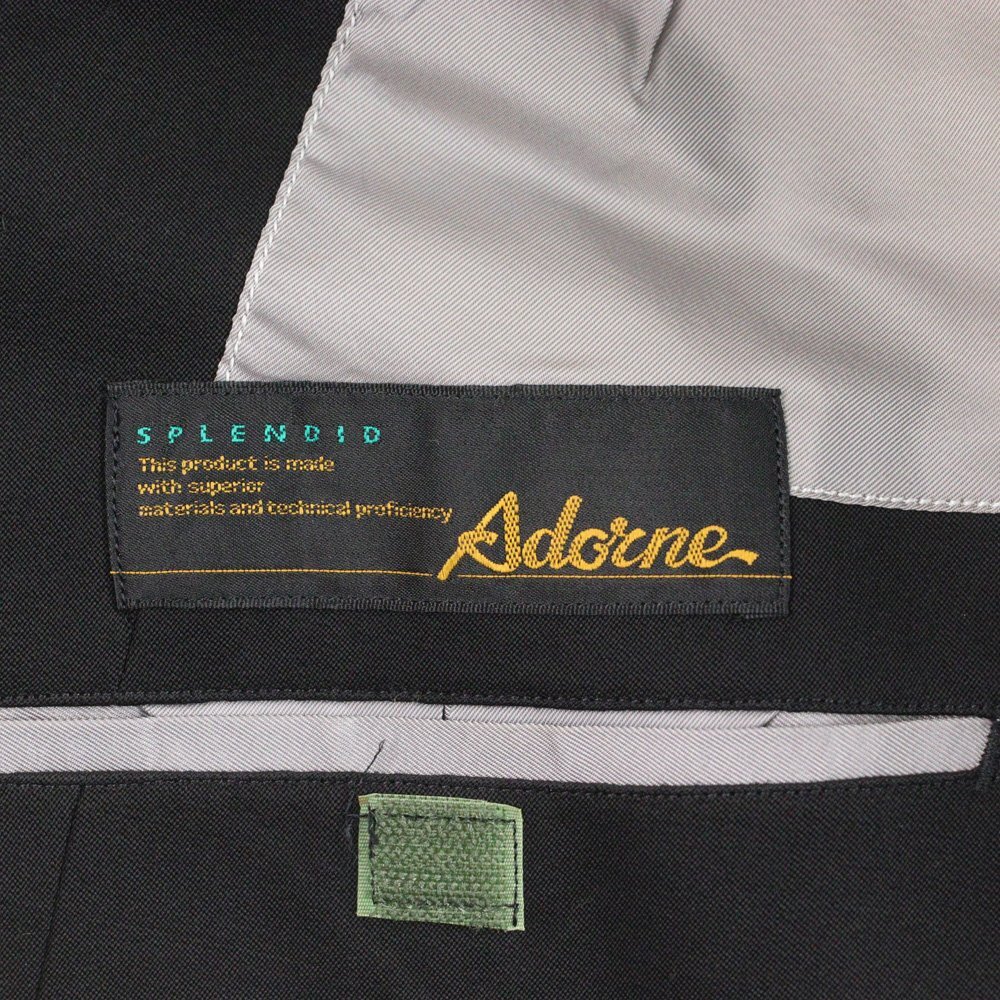 SPLENDID
This product is made
with superior
materials and technical proficiency
Adorne